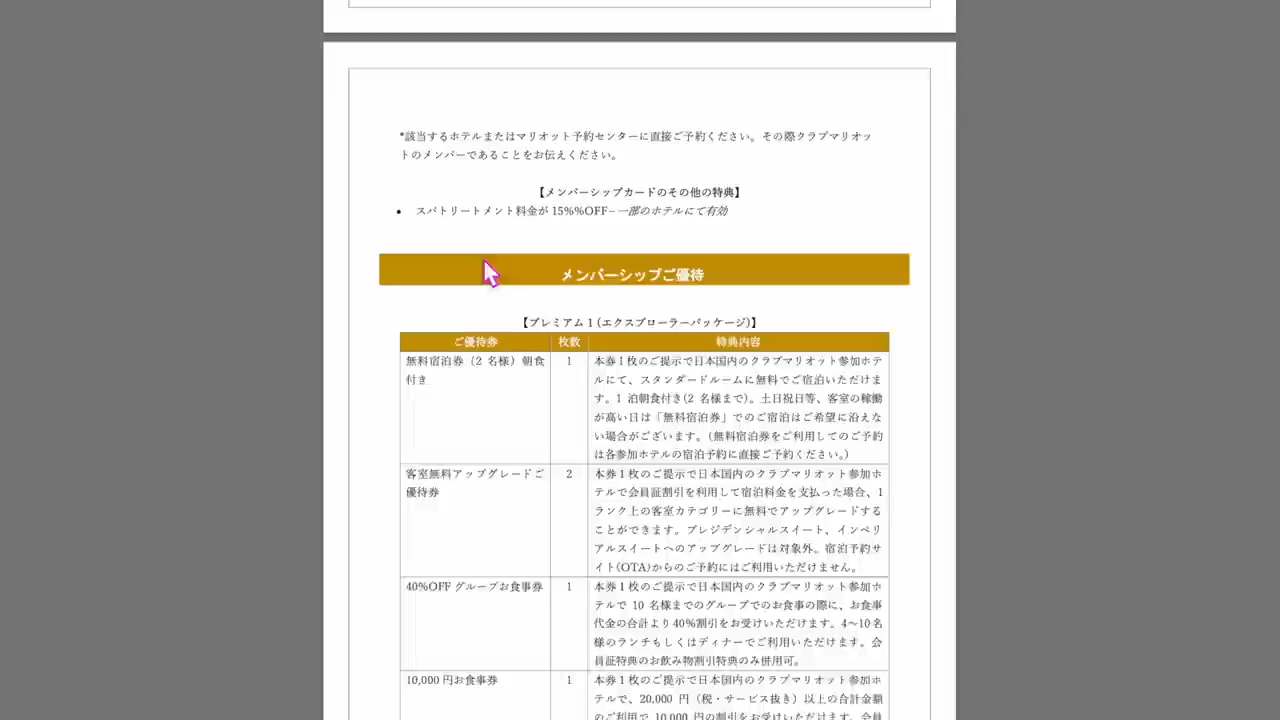 *該当するホテルまたはマリオット予約センターに直接ご予約ください。その際クラブマリオッ
トのメンバーであることをお伝えください。
【メンバーシップカードのその他の特典】
• スパトリートメント料金が 15%%OFF– 一部のホテルにて有効
メンバーシップご優待
【プレミアム 1 (エクスプローラーパッケージ)】
ご優待券 枚数 特典内容
無料宿泊券（2 名様）朝食 1 本券 1 枚のご提示で日本国内のクラブマリオット参加ホテ
付き ルにて、スタンダードルームに無料でご宿泊いただけま
す。1 泊朝食付き(2 名様まで)。土日祝日等、客室の稼働
が高い日は「無料宿泊券」でのご宿泊はご希望に沿えな
い場合がございます。(無料宿泊券をご利用してのご予約
は各参加ホテルの宿泊予約に直接ご予約ください。)
客室無料アップグレードご 2 本券 1 枚のご提示で日本国内のクラブマリオット参加ホ
優待券 テルで会員証割引を利用して宿泊料金を支払った場合、1
ランク上の客室カテゴリーに無料でアップグレードする
ことができます。プレジデンシャルスイート、インペリ
アルスイートへのアップグレードは対象外。宿泊予約サ
イト(OTA)からのご予約にはご利用いただけません。
40%OFF グループお食事券 1 本券 1 枚のご提示で日本国内のクラブマリオット参加ホ
テルで 10 名様までのグループでのお食事の際に、お食事
代金の合計より 40%割引をお受けいただけます。4～10 名
様のランチもしくはディナーでご利用いただけます。会
員証特典のお飲み物割引特典のみ併用可。
10,000 円お食事券 1 本券 1 枚のご提示で日本国内のクラブマリオット参加ホ
テルで、20,000 円（税・サービス抜き）以上の合計金額
のご利用で 10,000 円の割引をお受けいただけます。会員